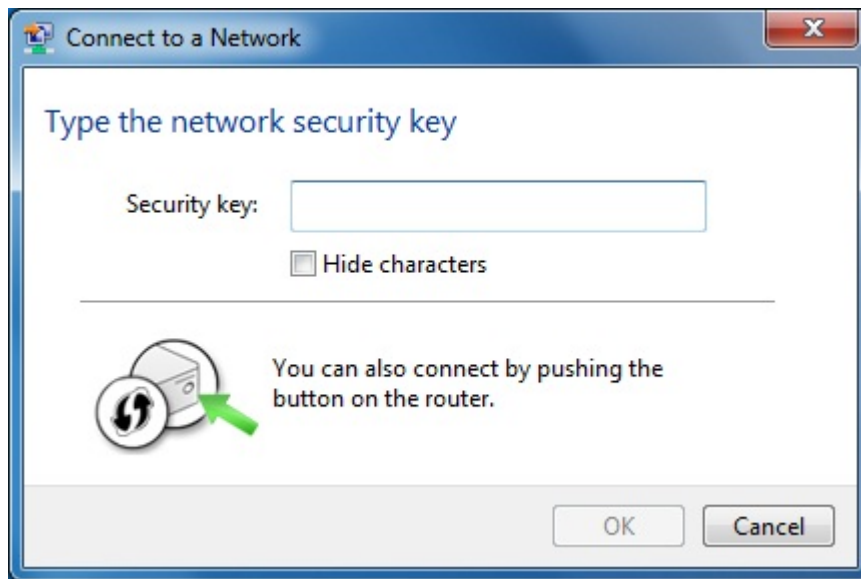 Connect to a Network
Type the network security key
Security key:
Hide characters
You can also connect by pushing the
button on the router.
OK
Cancel